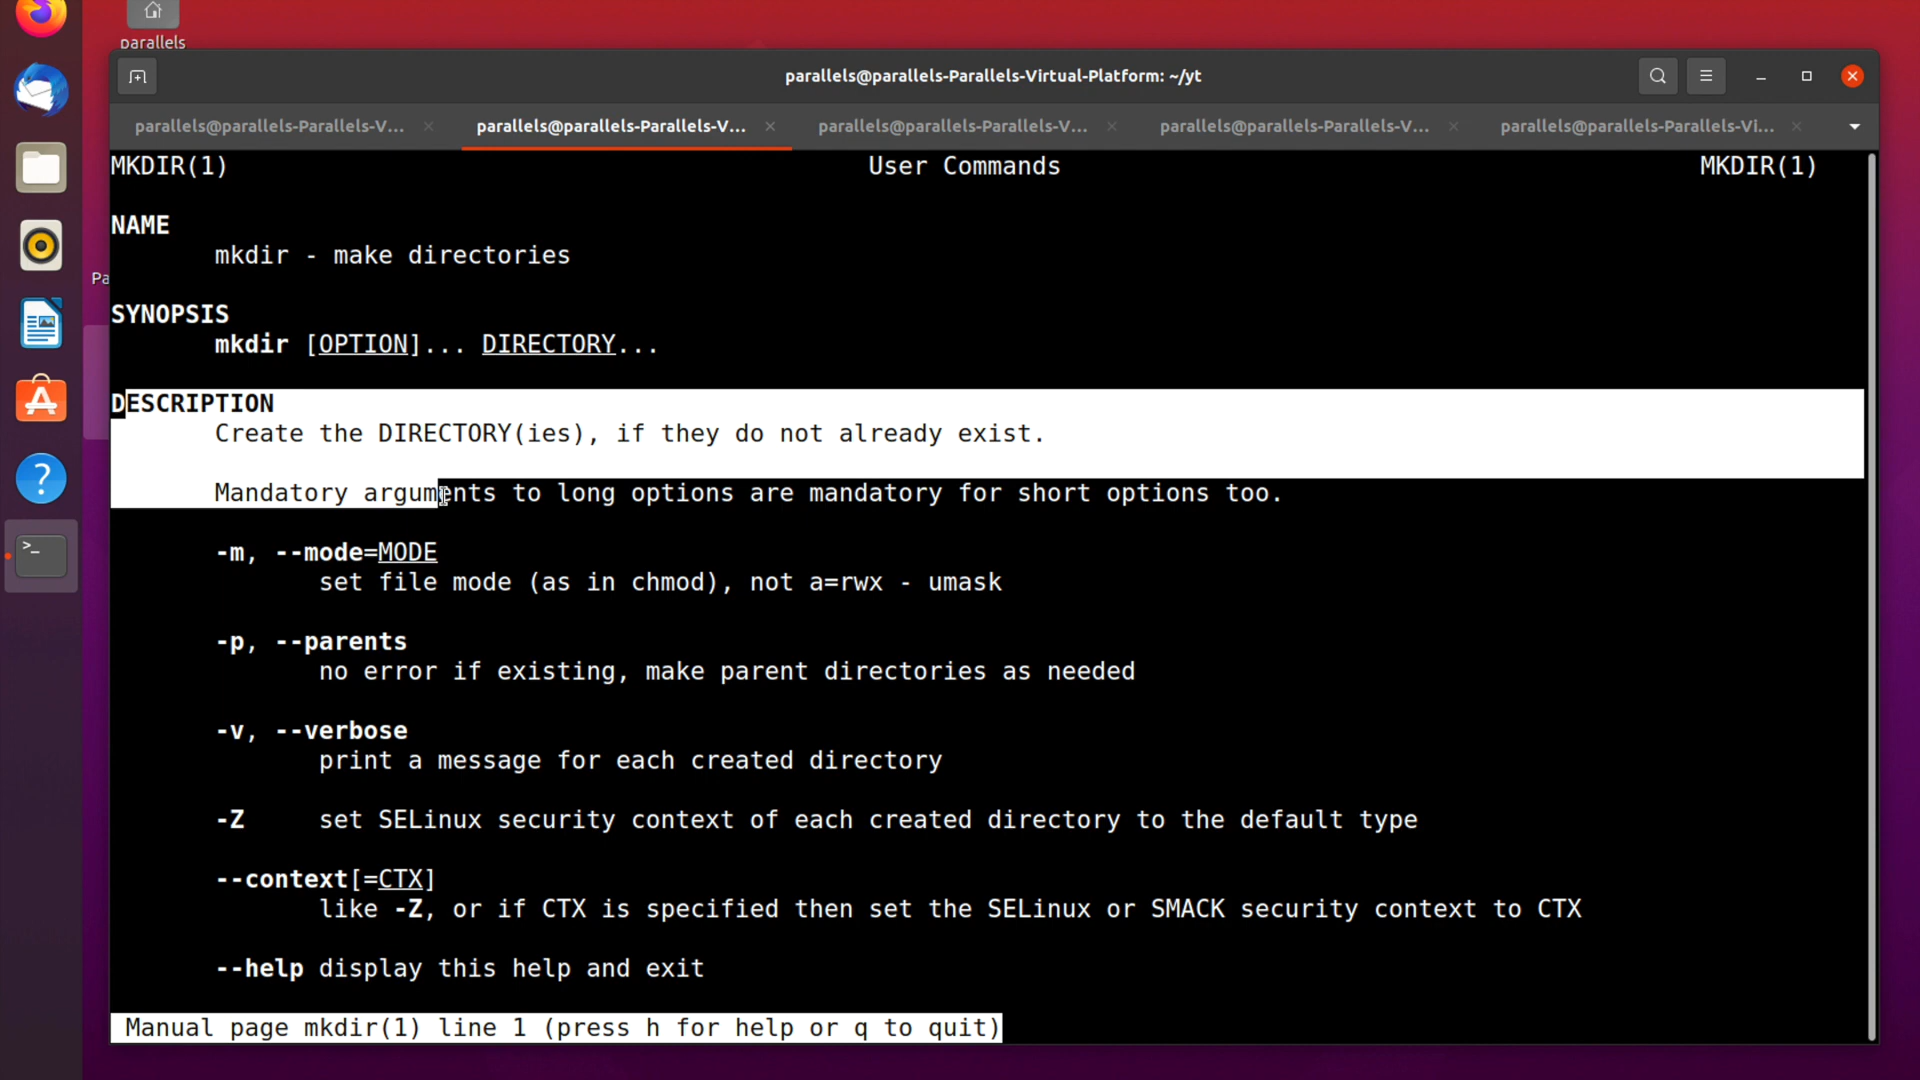 parallels
parallels@parallels-Parallels-Virtual-Platform: ~/yt
parallels@parallels-Parallels-V... parallels@parallels-Parallels-V... parallels@parallels-Parallels-V... parallels@parallels-Parallels-V... parallels@parallels-Parallels-Vi...
MKDIR(1) User Commands MKDIR(1)
NAME
mkdir - make directories
Pa
SYNOPSIS
mkdir [OPTION]... DIRECTORY...
DESCRIPTION
Create the DIRECTORY(ies), if they do not already exist.
Mandatory arguments to long options are mandatory for short options too.
-m, --mode=MODE
set file mode (as in chmod), not a=rwx - umask
-p, --parents
no error if existing, make parent directories as needed
-v, --verbose
print a message for each created directory
-Z set SELinux security context of each created directory to the default type
--context[=CTX]
like -Z, or if CTX is specified then set the SELinux or SMACK security context to CTX
--help display this help and exit
Manual page mkdir(1) line 1 (press h for help or q to quit)